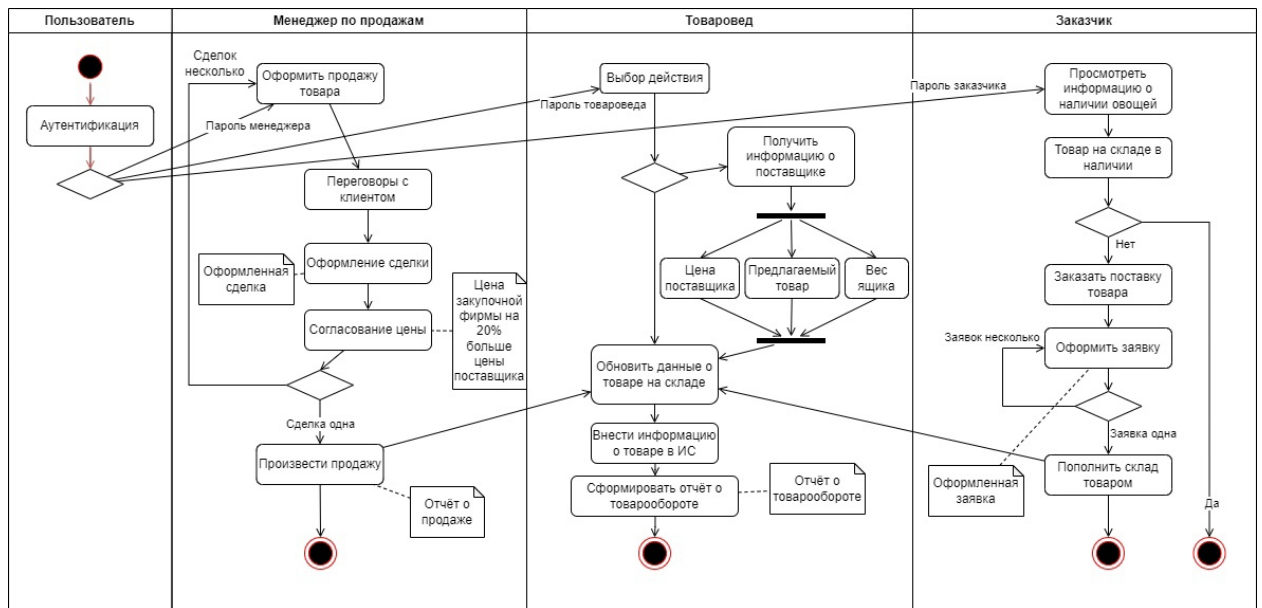 Пользователь
Менеджер по продажам
Товаровед
Заказчик
Аутентификация
Сделок
несколько
Оформить продажу
товара
Пароль менеджера
Переговоры с
клиентом
Оформление сделки
Оформленная
сделка
Согласование цены
Цена
закупочной
фирмы на
20%
больше
цены
поставщика
Сделка одна
Произвести продажу
Отчёт о
продаже
Выбор действия
Пароль товароведа
Получить
информацию о
поставщике
Цена
поставщика
Предлагаемый
товар
Вес
ящика
Обновить данные о
товаре на складе
Внести информацию
о товаре в ИС
Сформировать отчёт о
товарообороте
Отчёт о
товарообороте
Пароль заказчика
Просмотреть
информацию о
наличии овощей
Товар на складе в
наличии
Нет
Заказать поставку
товара
Заявок несколько
Оформить заявку
Заявка одна
Оформленная
заявка
Пополнить склад
товаром
Да